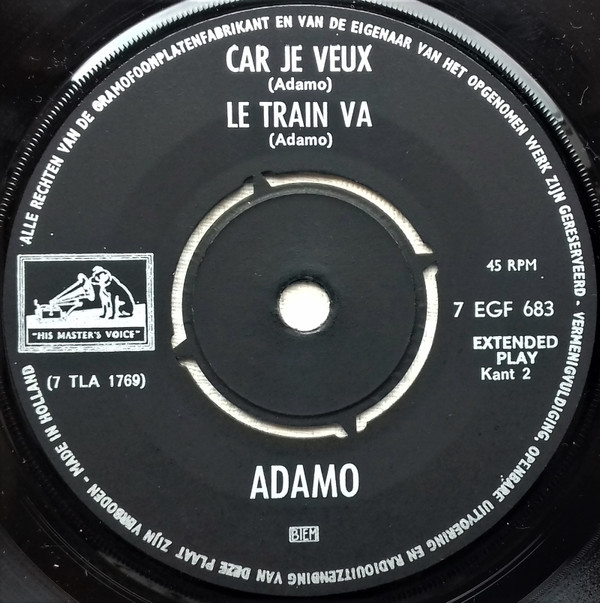 ALLE RECHTEN VAN DE GRAMOFOONPLATENFABRIKANT EN VAN DE EIGENAAR VAN HET OPGENOMEN WERK ZIJN GERESERVEERD - VERMENIGVULDIGING, OPENBARE UITVOERING EN RADIOUITZENDING VAN DEZE PLAAT ZIJN VERBODEN - MADE IN HOLLAND
CAR JE VEUX
(Adamo)
LE TRAIN VA
(Adamo)
"HIS MASTER'S VOICE"
(7 TLA 1769)
45 RPM
7 EGF 683
EXTENDED
PLAY
Kant 2
ADAMO
BIEM